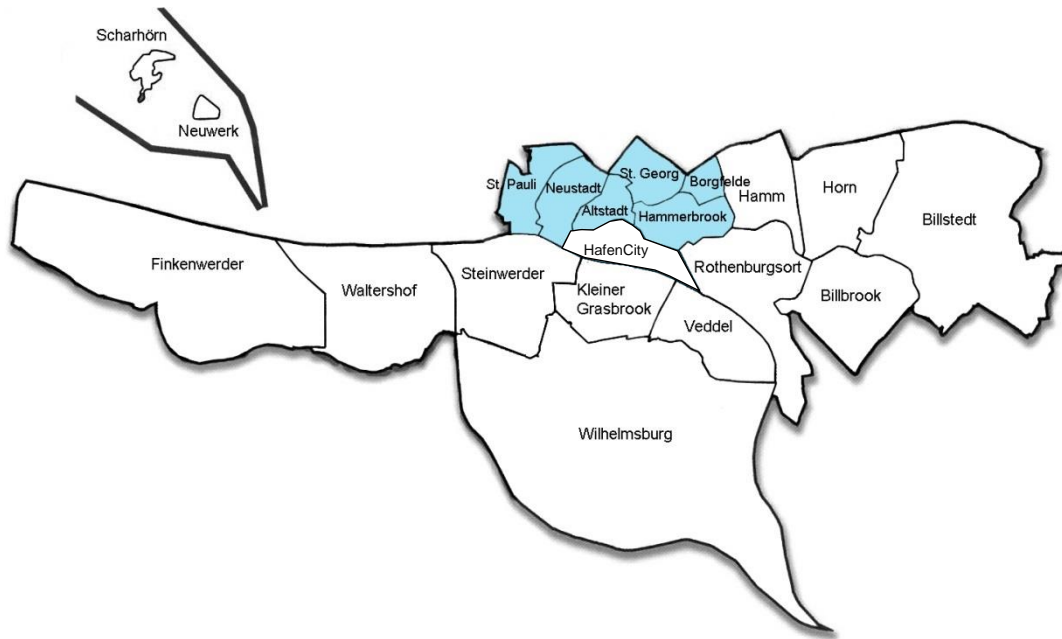 Scharhörn
Neuwerk
St. Pauli
Neustadt
St. Georg
Borgfelde
Altstadt
Hammerbrook
Hamm
Horn
Billstedt
HafenCity
Finkenwerder
Waltershof
Steinwerder
Kleiner
Grasbrook
Rothenburgsort
Billbrook
Veddel
Wilhelmsburg